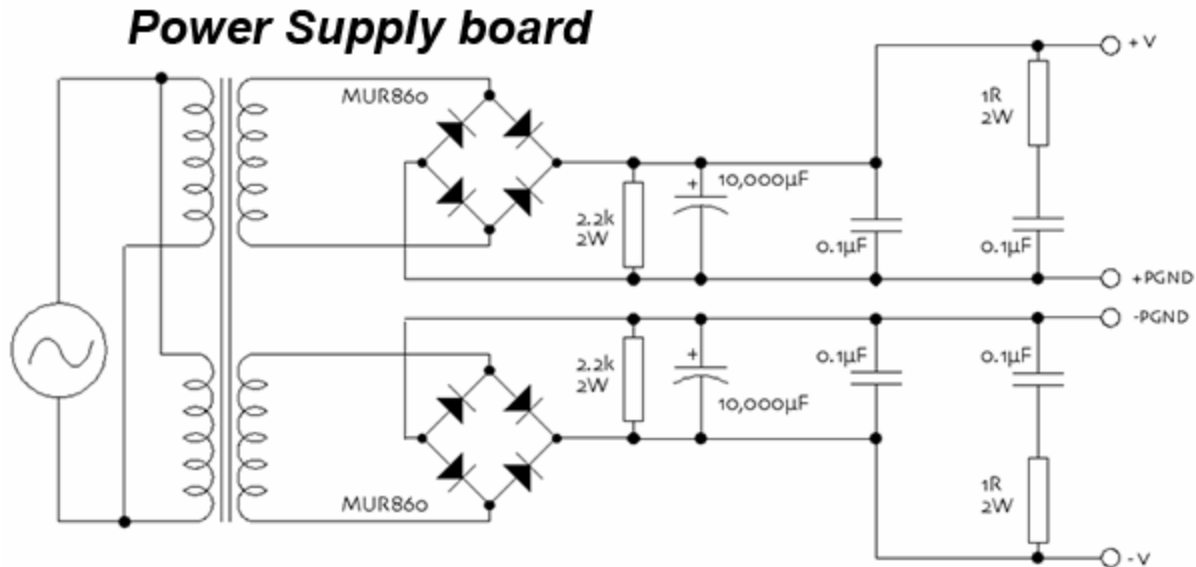 Power Supply board
MUR860
+V
1R
2W
+
10,000µF
2.2k
2W
0.1µF
0.1µF
+PGND
-PGND
2.2k
2W
+
10,000µF
0.1µF
0.1µF
MUR860
1R
2W
-V